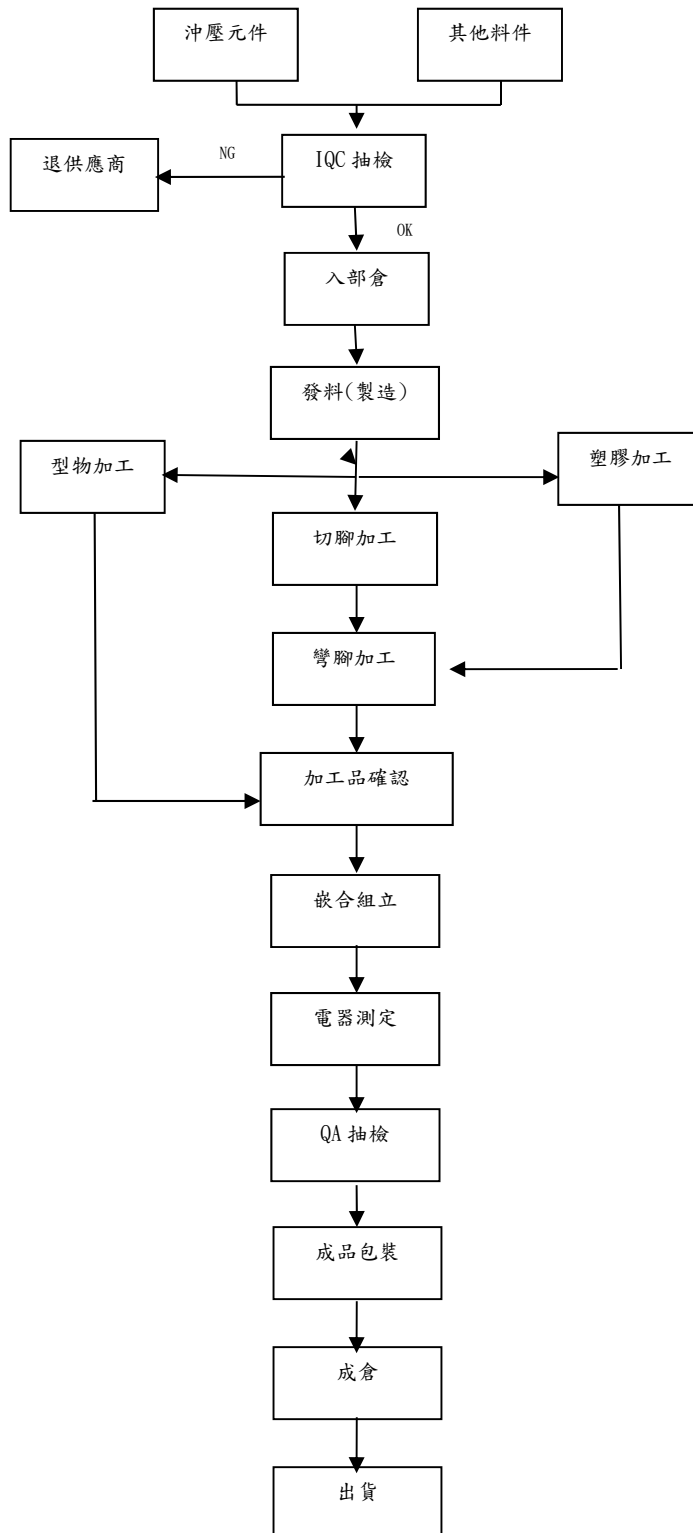 沖壓元件
其他料件
退供應商
NG
IQC 抽檢
OK
入部倉
發料(製造)
型物加工
塑膠加工
切腳加工
彎腳加工
加工品確認
嵌合組立
電器測定
QA 抽檢
成品包裝
成倉
出貨